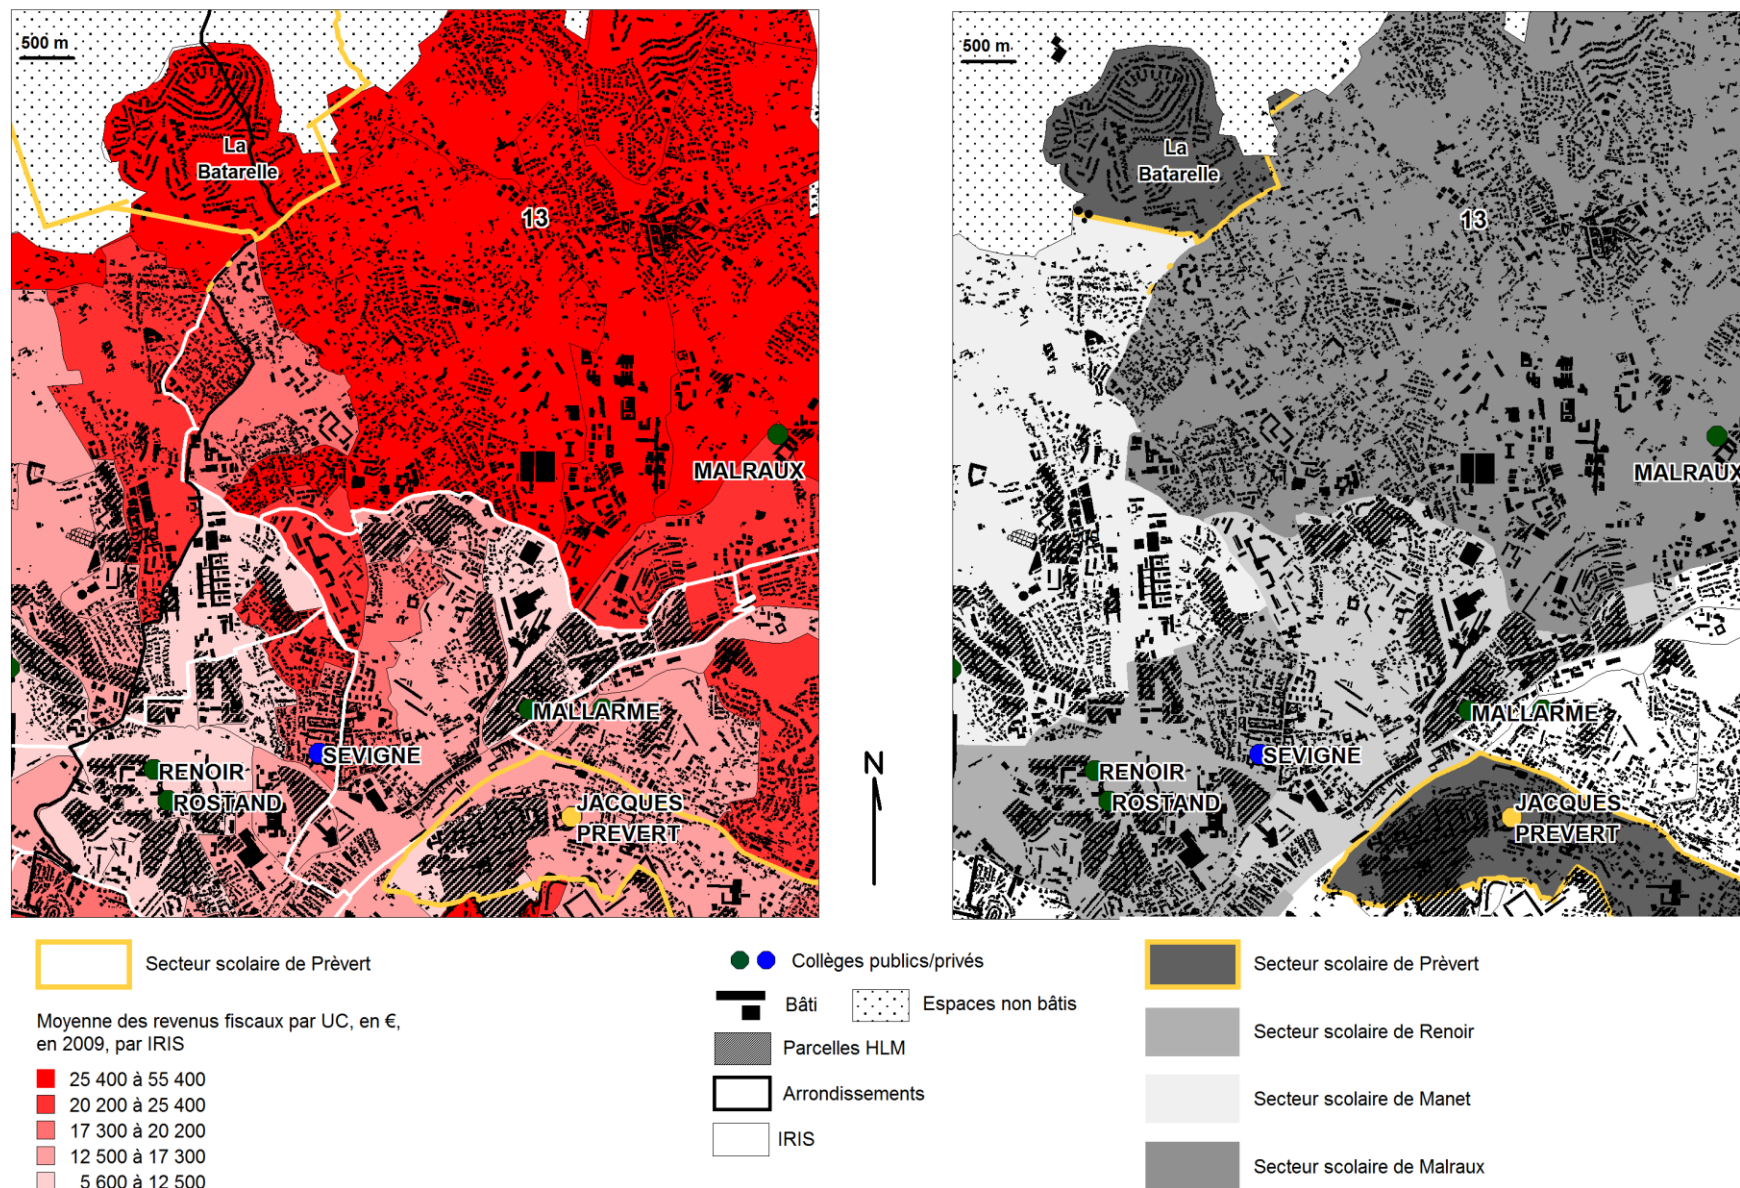 500 m
La
Batarelle
13
MALRAUX
MALLARME
SEVIGNE
RENOIR
ROSTAND
JACQUES
PREVERT
N
500 m
La
Batarelle
13
MALRAUX
MALLARME
SEVIGNE
RENOIR
ROSTAND
JACQUES
PREVERT
Secteur scolaire de Prèvert
Moyenne des revenus fiscaux par UC, en €,
en 2009, par IRIS
25 400 à 55 400
20 200 à 25 400
17 300 à 20 200
12 500 à 17 300
5 600 à 12 500
Collèges publics/privés
Bâti
Espaces non bâtis
Parcelles HLM
Arrondissements
IRIS
Secteur scolaire de Prèvert
Secteur scolaire de Renoir
Secteur scolaire de Manet
Secteur scolaire de Malraux